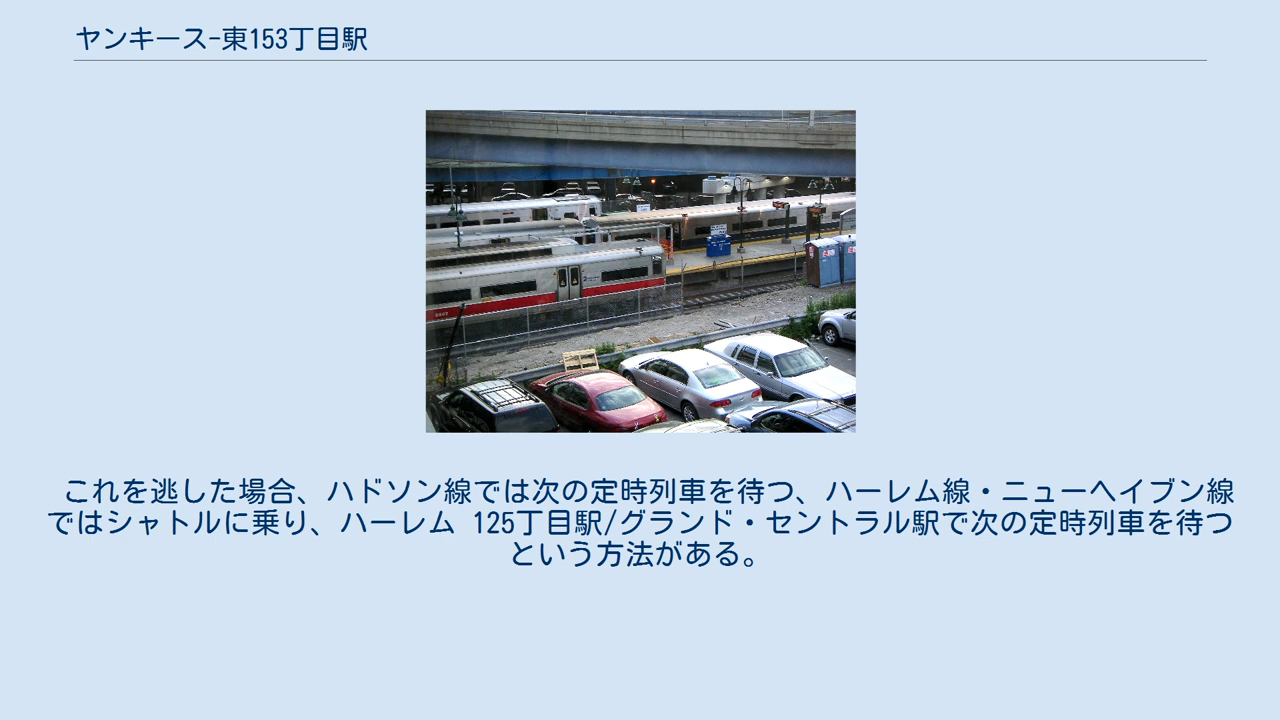 ヤンキース-東153丁目駅
これを逃した場合、ハドソン線では次の定時列車を待つ、ハーレム線・ニューヘイブン線
ではシャトルに乗り、ハーレム 125丁目駅/グランド・セントラル駅で次の定時列車を待つ
という方法がある。